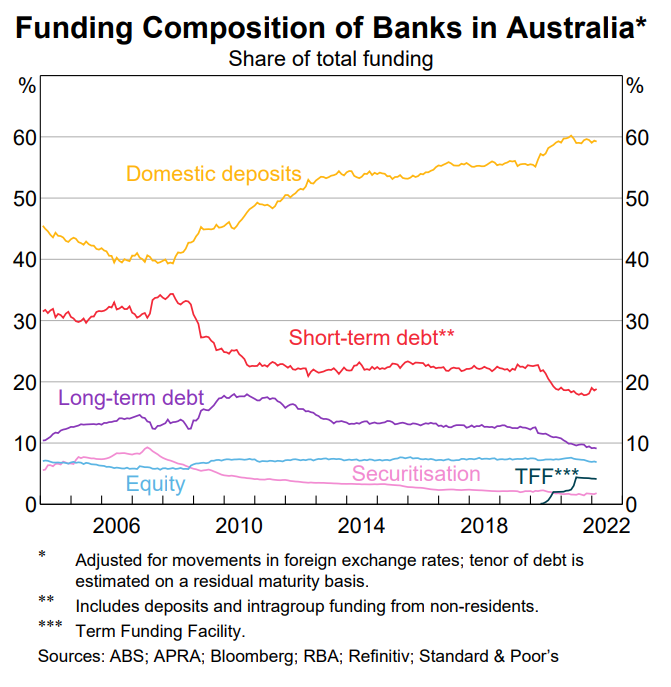 Funding Composition of Banks in Australia*
Share of total funding
% %
60 60
Domestic deposits
50 50
40 40
30 30
Short-term debt**
20 20
Long-term debt
10 10
Securitisation
TFF***
Equity
0 0
2006 2010 2014 2018 2022
* Adjusted for movements in foreign exchange rates; tenor of debt is
estimated on a residual maturity basis.
** Includes deposits and intragroup funding from non-residents.
*** Term Funding Facility.
Sources: ABS; APRA; Bloomberg; RBA; Refinitiv; Standard & Poor’s